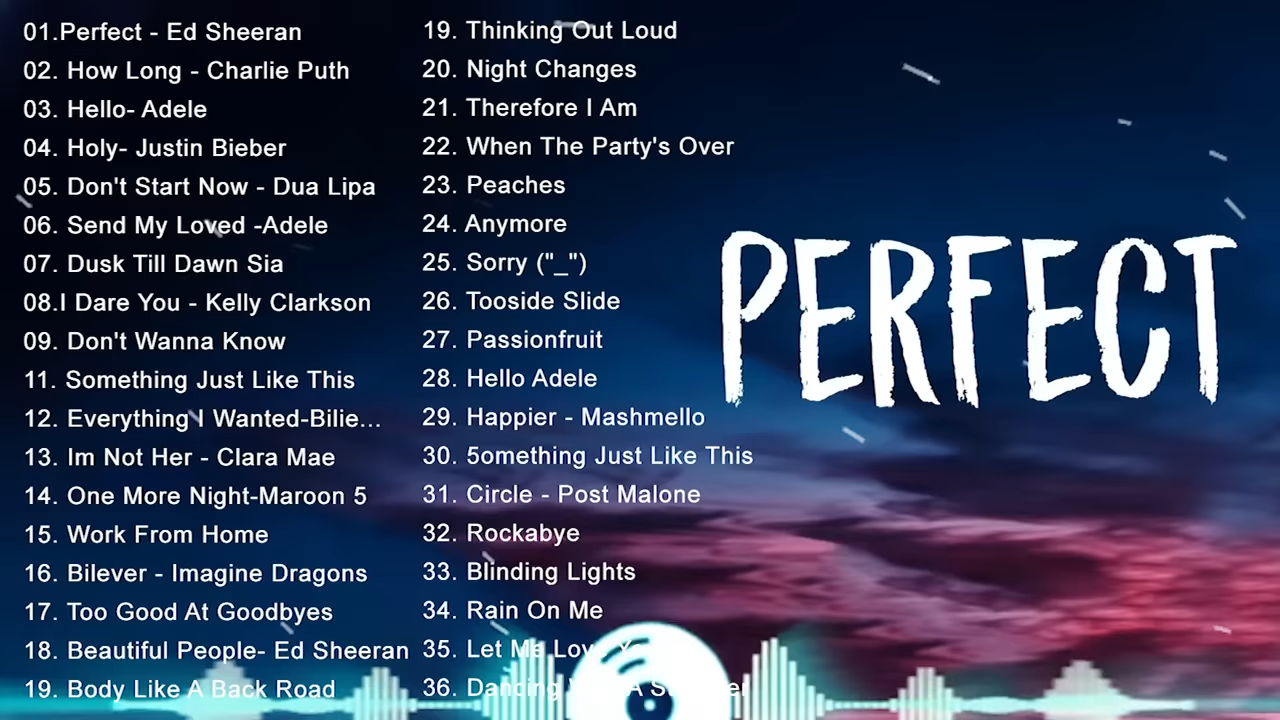 01.Perfect - Ed Sheeran
02. How Long - Charlie Puth
03. Hello- Adele
04. Holy- Justin Bieber
05. Don't Start Now - Dua Lipa
06. Send My Loved -Adele
07. Dusk Till Dawn Sia
08.I Dare You - Kelly Clarkson
09. Don't Wanna Know
11. Something Just Like This
12. Everything I Wanted-Bilie...
13. Im Not Her - Clara Mae
14. One More Night-Maroon 5
15. Work From Home
16. Bilever - Imagine Dragons
17. Too Good At Goodbyes
18. Beautiful People- Ed Sheeran
19. Body Like A Back Road
19. Thinking Out Loud
20. Night Changes
21. Therefore I Am
22. When The Party's Over
23. Peaches
24. Anymore
25. Sorry ("_")
26. Tooside Slide
27. Passionfruit
28. Hello Adele
29. Happier - Mashmello
30. 5omething Just Like This
31. Circle - Post Malone
32. Rockabye
33. Blinding Lights
34. Rain On Me
35. Let Me Love
36. Dancing A
PERFECT